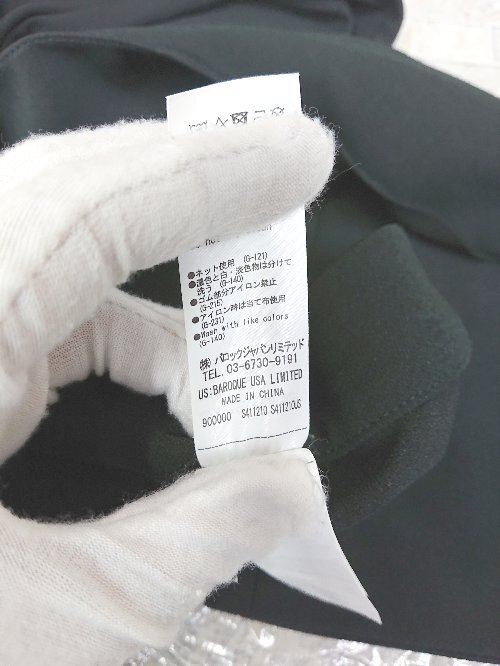 ●ネット使用 (G-121)
●濃色と白・淡色物は分けて
洗う (G-140)
●ゴム部分アイロン禁止
(G-215)
●アイロン時は当て布使用
(G-231)
●Wash with like colors
(G-140)
(株) バロックジャパンリミテッド
TEL. 03-6730-9191
US: BAROQUE USA LIMITED
MADE IN CHINA
900000 S411210 S411210US